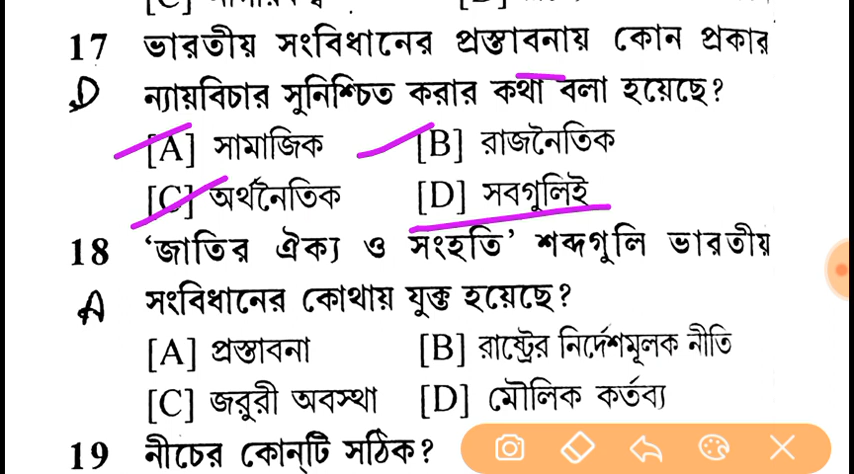 17 ভারতীয় সংবিধানের প্রস্তাবনায় কোন প্রকার
D ন্যায়বিচার সুনিশ্চিত করার কথা বলা হয়েছে?
[A] সামাজিক [B] রাজনৈতিক
[C] অর্থনৈতিক [D] সবগুলিই
18 ‘জাতির ঐক্য ও সংহতি’ শব্দগুলি ভারতীয়
A সংবিধানের কোথায় যুক্ত হয়েছে?
[A] প্রস্তাবনা [B] রাষ্ট্রের নির্দেশমূলক নীতি
[C] জরুরী অবস্থা [D] মৌলিক কর্তব্য
19 নীচের কোন্‌টি সঠিক?